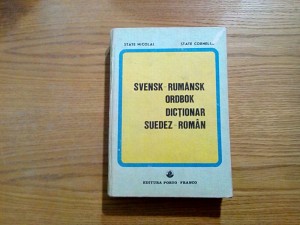 STATE NICOLAI STATE CORNELIA
SVENSK-RUMÄNSK
ORDBOK
DICȚIONAR
SUEDEZ-ROMÂN
EDITURA PORTO-FRANCO